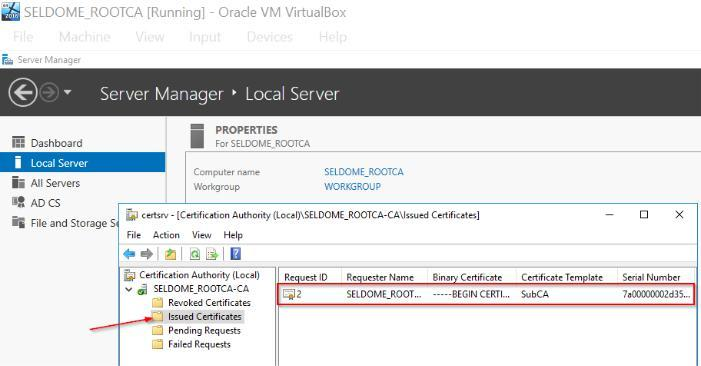 SELDOME_ROOTCA [Running] - Oracle VM VirtualBox
File Machine View Input Devices Help
Server Manager
Server Manager ‣ Local Server
Dashboard
Local Server
All Servers
AD CS
File and Storage Se
PROPERTIES
For SELDOME_ROOTCA
Computer name SELDOME_ROOTCA
Workgroup WORKGROUP
certsrv - [Certification Authority (Local)\SELDOME_ROOTCA-CA\Issued Certificates]
File Action View Help
Certification Authority (Local)
SELDOME_ROOTCA-CA
Revoked Certificates
Issued Certificates
Pending Requests
Failed Requests
Request ID Requester Name Binary Certificate Certificate Template Serial Number
2 SELDOME_ROOT... -----BEGIN CERTI... SubCA 7a00000002d35...